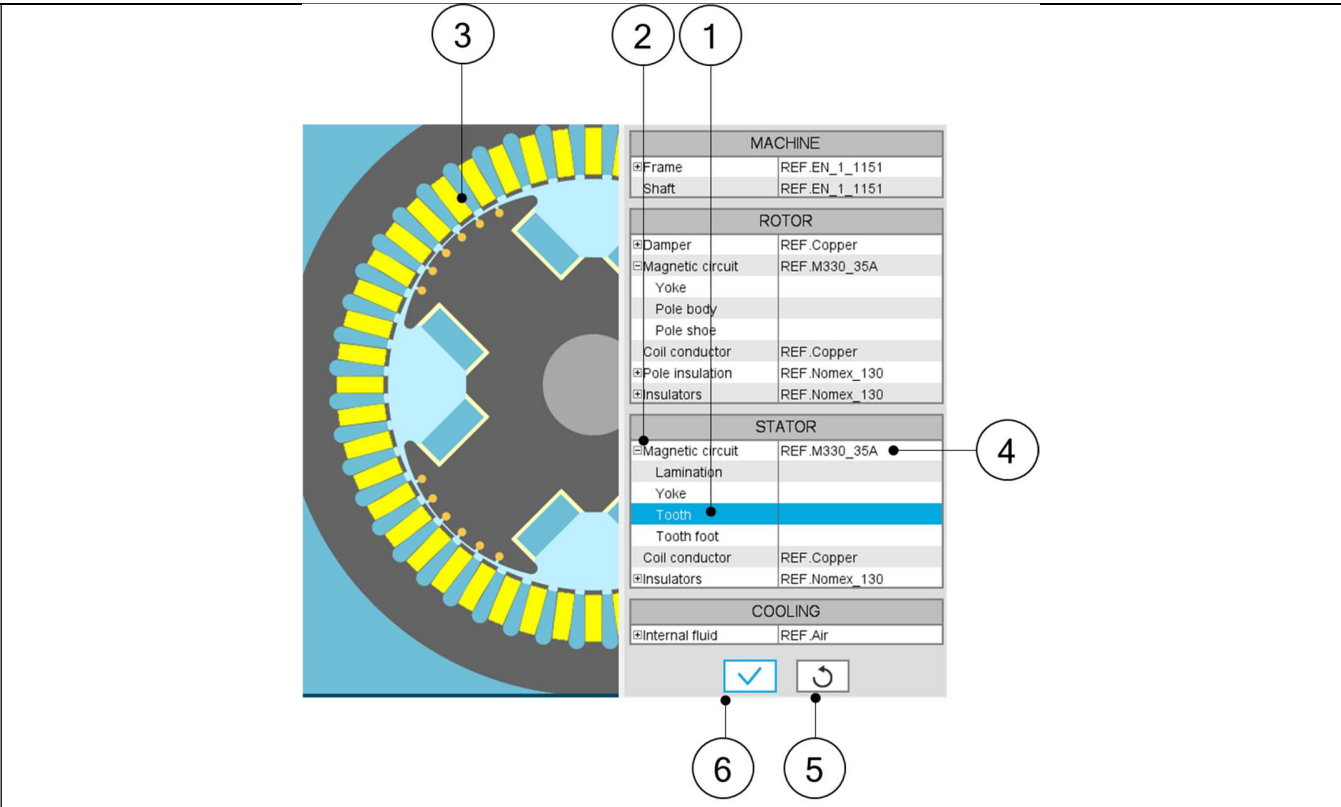 3 2 1
MACHINE
Frame REF.EN_1_1151
Shaft REF.EN_1_1151
ROTOR
Damper REF.Copper
Magnetic circuit REF.M330_35A
Yoke
Pole body
Pole shoe
Coil conductor REF.Copper
Pole insulation REF.Nomex_130
Insulators REF.Nomex_130
STATOR
Magnetic circuit REF.M330_35A 4
Lamination
Yoke
Tooth
Tooth foot
Coil conductor REF.Copper
Insulators REF.Nomex_130
COOLING
Internal fluid REF.Air
6 5